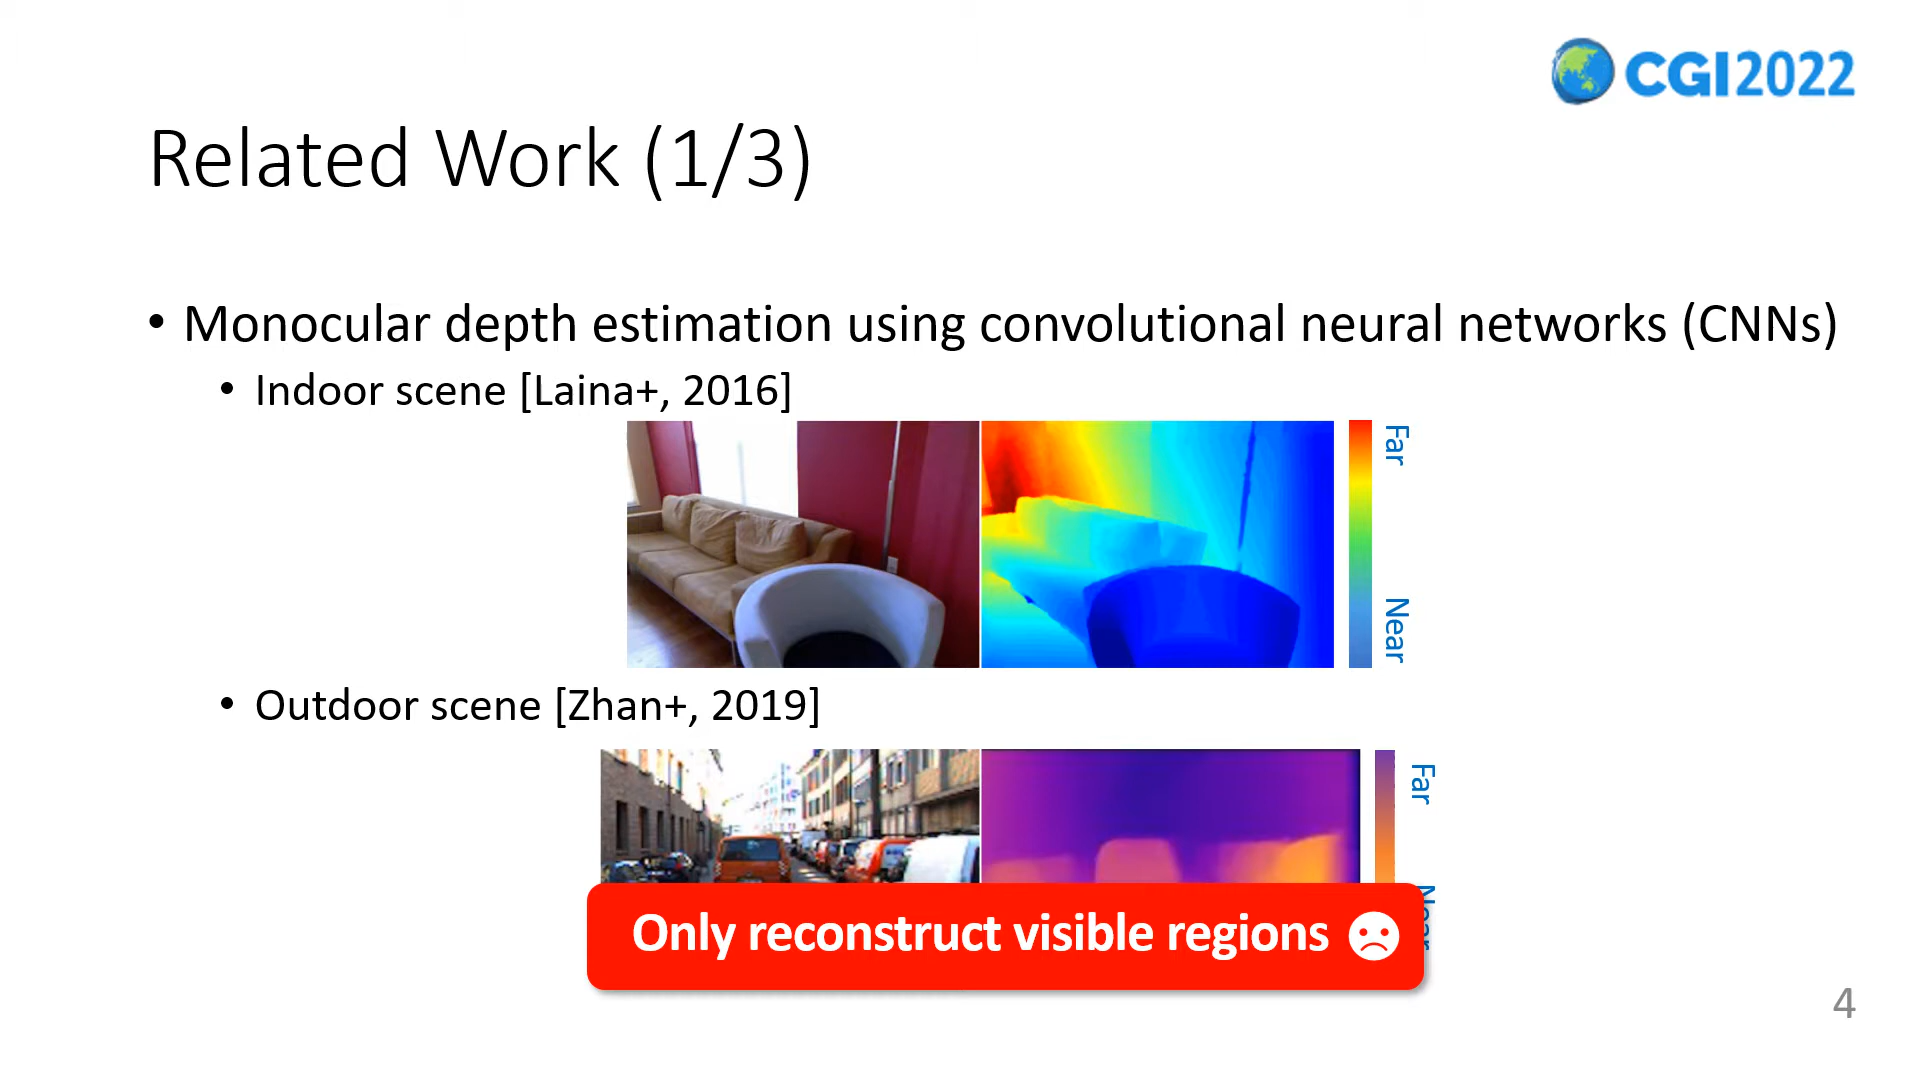 CGI2022
Related Work (1/3)
• Monocular depth estimation using convolutional neural networks (CNNs)
• Indoor scene [Laina+, 2016]
Far
Near
• Outdoor scene [Zhan+, 2019]
Far
Near
Only reconstruct visible regions
4